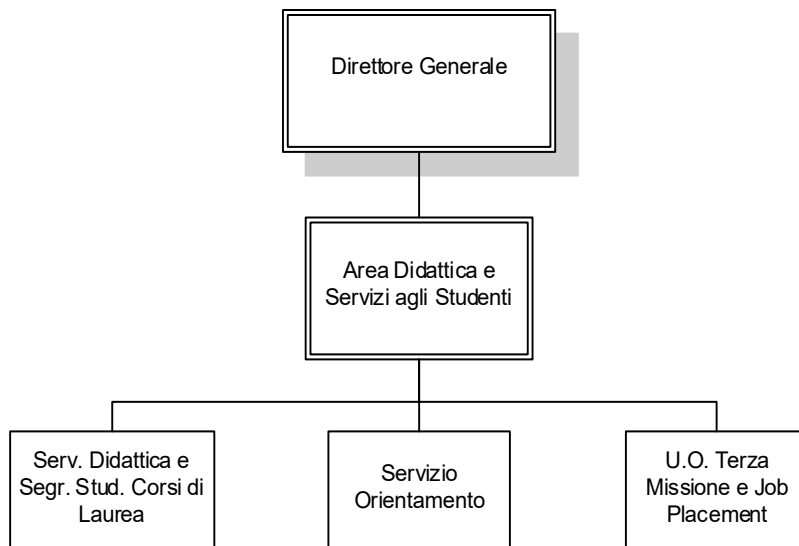 Direttore Generale
Area Didattica e
Servizi agli Studenti
Serv. Didattica e
Segr. Stud. Corsi di
Laurea
Servizio
Orientamento
U.O. Terza
Missione e Job
Placement